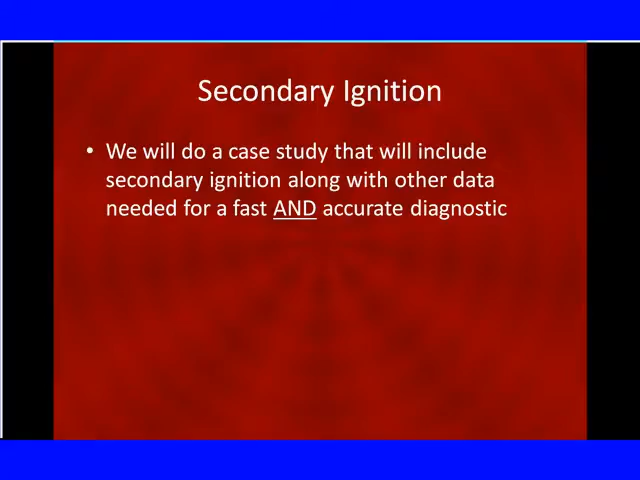 Secondary Ignition
• We will do a case study that will include
secondary ignition along with other data
needed for a fast AND accurate diagnostic